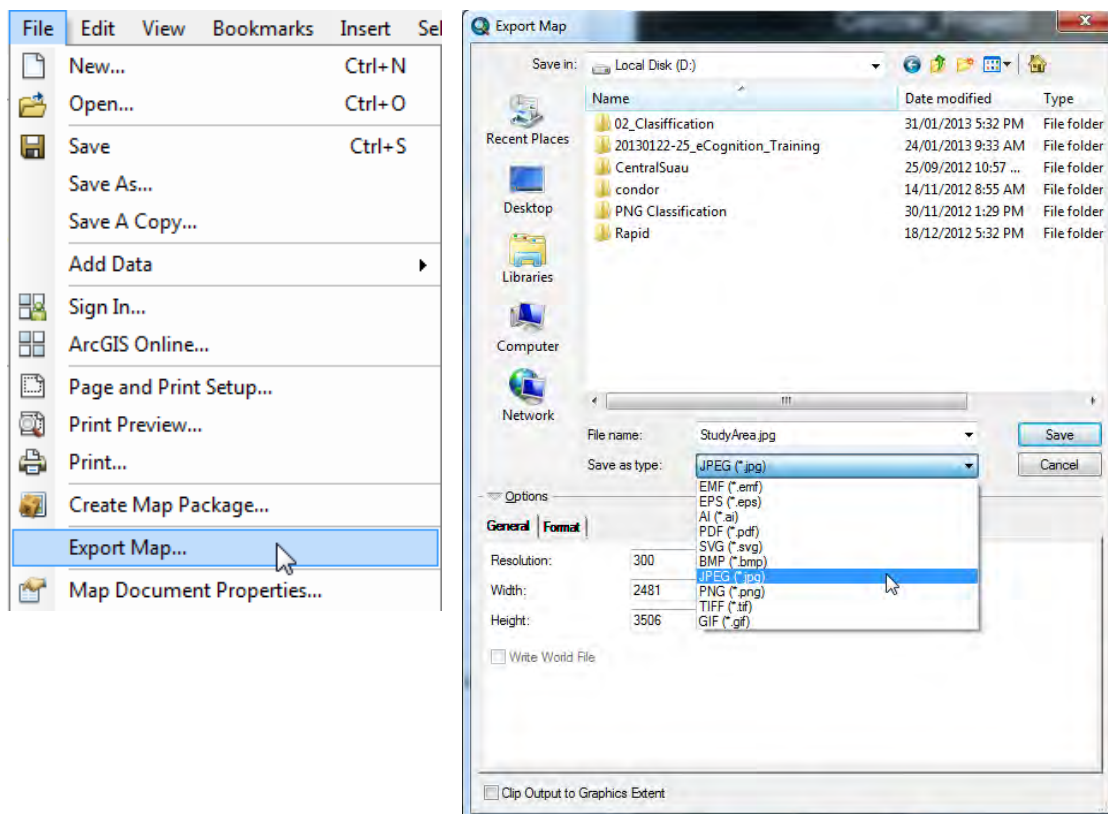 File Edit View Bookmarks Insert Sel
New... Ctrl+N
Open... Ctrl+O
Save Ctrl+S
Save As...
Save A Copy...
Add Data
Sign In...
ArcGIS Online...
Page and Print Setup...
Print Preview...
Print...
Create Map Package...
Export Map...
Map Document Properties...
Export Map
Save in: Local Disk (D:)
Name Date modified Type
02_Clasiffication 31/01/2013 5:32 PM File folder
20130122-25_eCognition_Training 24/01/2013 9:33 AM File folder
CentralSuau 25/09/2012 10:57 ... File folder
condor 14/11/2012 8:55 AM File folder
PNG Classification 30/11/2012 1:29 PM File folder
Rapid 18/12/2012 5:32 PM File folder
Recent Places
Desktop
Libraries
Computer
Network
File name: StudyArea.jpg Save
Save as type: JPEG (*.jpg) Cancel
EMF (*.emf)
EPS (*.eps)
AI (*.ai)
PDF (*.pdf)
SVG (*.svg)
BMP (*.bmp)
JPEG (*.jpg)
PNG (*.png)
TIFF (*.tif)
GIF (*.gif)
Options
General Format
Resolution: 300
Width: 2481
Height: 3506
Write World File
Clip Output to Graphics Extent